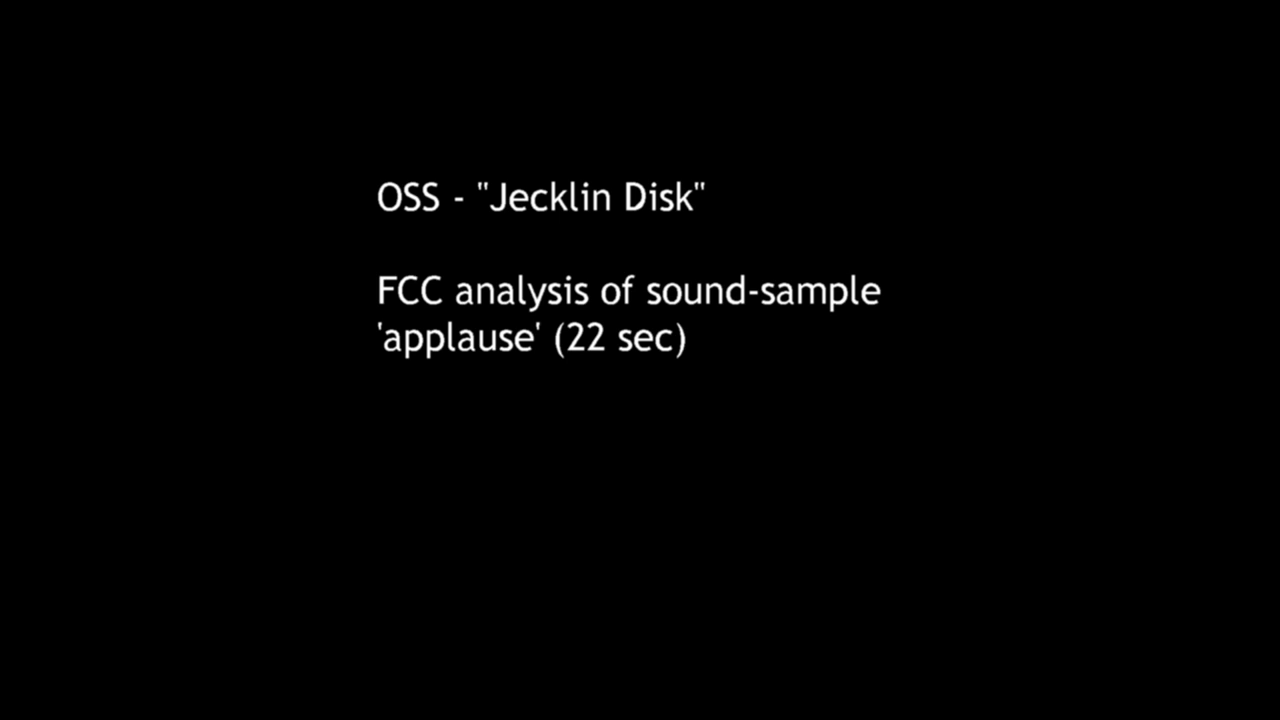 OSS - "Jecklin Disk"
FCC analysis of sound-sample
'applause' (22 sec)